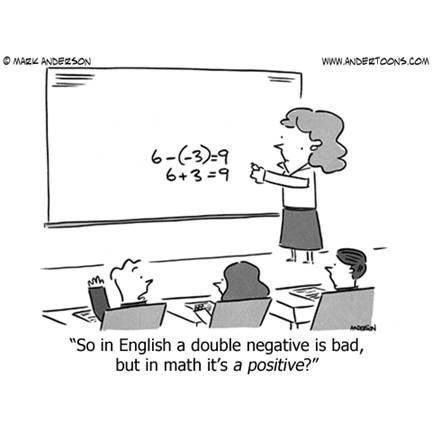 © MARK ANDERSON WWW.ANDERTOONS.COM
6-(-3)=9
6+3=9
ANDERSON
"So in English a double negative is bad,
but in math it's a positive?"